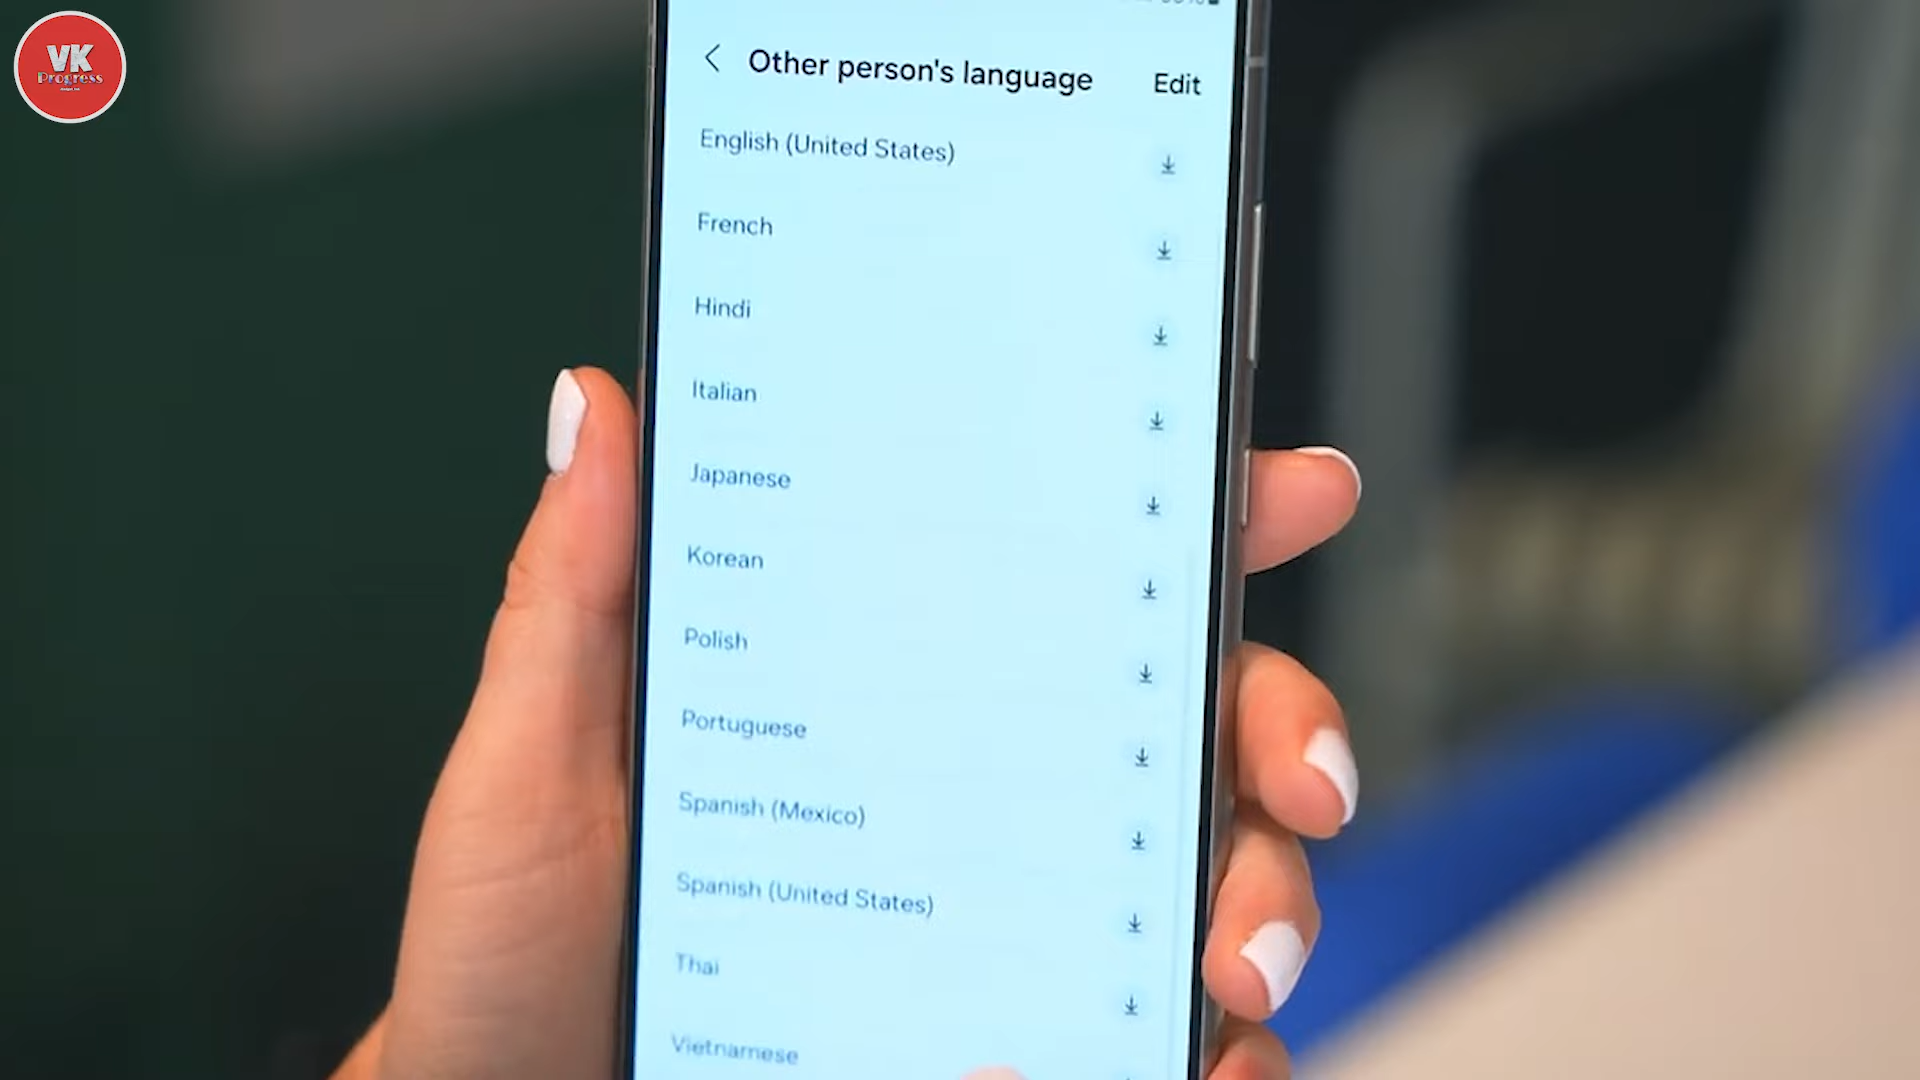 VK
Progress
Other person's language
Edit
English (United States)
French
Hindi
Italian
Japanese
Korean
Polish
Portuguese
Spanish (Mexico)
Spanish (United States)
Thai
Vietnamese